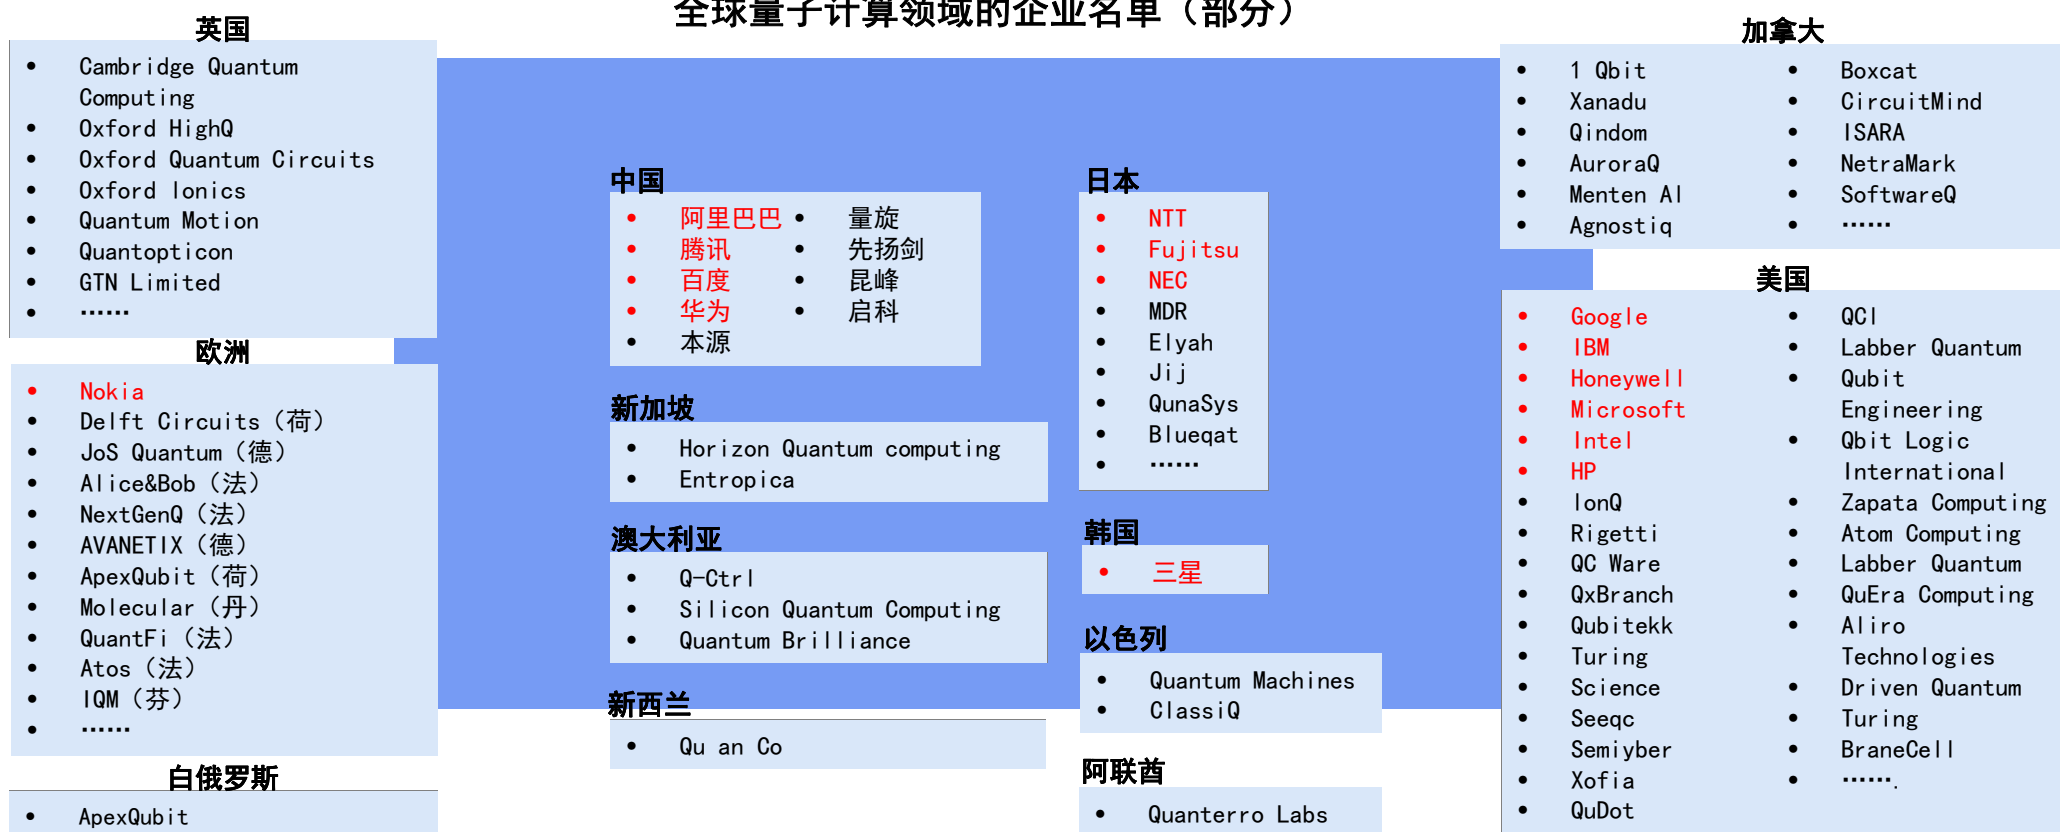 全球量子计算领域的企业名单（部分）
英国
• Cambridge Quantum
Computing
• Oxford HighQ
• Oxford Quantum Circuits
• Oxford Ionics
• Quantum Motion
• Quantopticon
• GTN Limited
• ……
欧洲
• Nokia
• Delft Circuits（荷）
• JoS Quantum（德）
• Alice&Bob（法）
• NextGenQ（法）
• AVANETIX（德）
• ApexQubit（荷）
• Molecular（丹）
• QuantFi（法）
• Atos（法）
• IQM（芬）
• ……
白俄罗斯
• ApexQubit
中国
• 阿里巴巴
• 腾讯
• 百度
• 华为
• 本源
• 量旋
• 先扬剑
• 昆峰
• 启科
新加坡
• Horizon Quantum computing
• Entropica
澳大利亚
• Q-Ctrl
• Silicon Quantum Computing
• Quantum Brilliance
新西兰
• Qu an Co
日本
• NTT
• Fujitsu
• NEC
• MDR
• Elyah
• Jij
• QunaSys
• Blueqat
• ……
韩国
• 三星
以色列
• Quantum Machines
• ClassiQ
阿联酋
• Quanterro Labs
加拿大
• 1 Qbit
• Xanadu
• Qindom
• AuroraQ
• Menten AI
• Agnostiq
• Boxcat
• CircuitMind
• ISARA
• NetraMark
• SoftwareQ
• ……
美国
• Google
• IBM
• Honeywell
• Microsoft
• Intel
• HP
• IonQ
• Rigetti
• QC Ware
• QxBranch
• Qubitekk
• Turing
• Science
• Seeqc
• Semiyber
• Xofia
• QuDot
• QCI
• Labber Quantum
• Qubit
Engineering
• Qbit Logic
International
• Zapata Computing
• Atom Computing
• Labber Quantum
• QuEra Computing
• Aliro
Technologies
• Driven Quantum
• Turing
• BraneCell
• …….